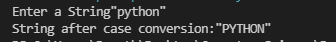 Enter a String"python"
String after case conversion:"PYTHON"